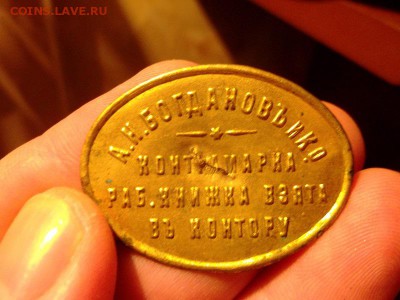 COINS.LAVE.RU
А.Н.БОГДАНОВЪ И КО
КОНТРАМАРКА
РАБ. КНИЖКА ВЗЯТА
ВЪ КОНТОРУ